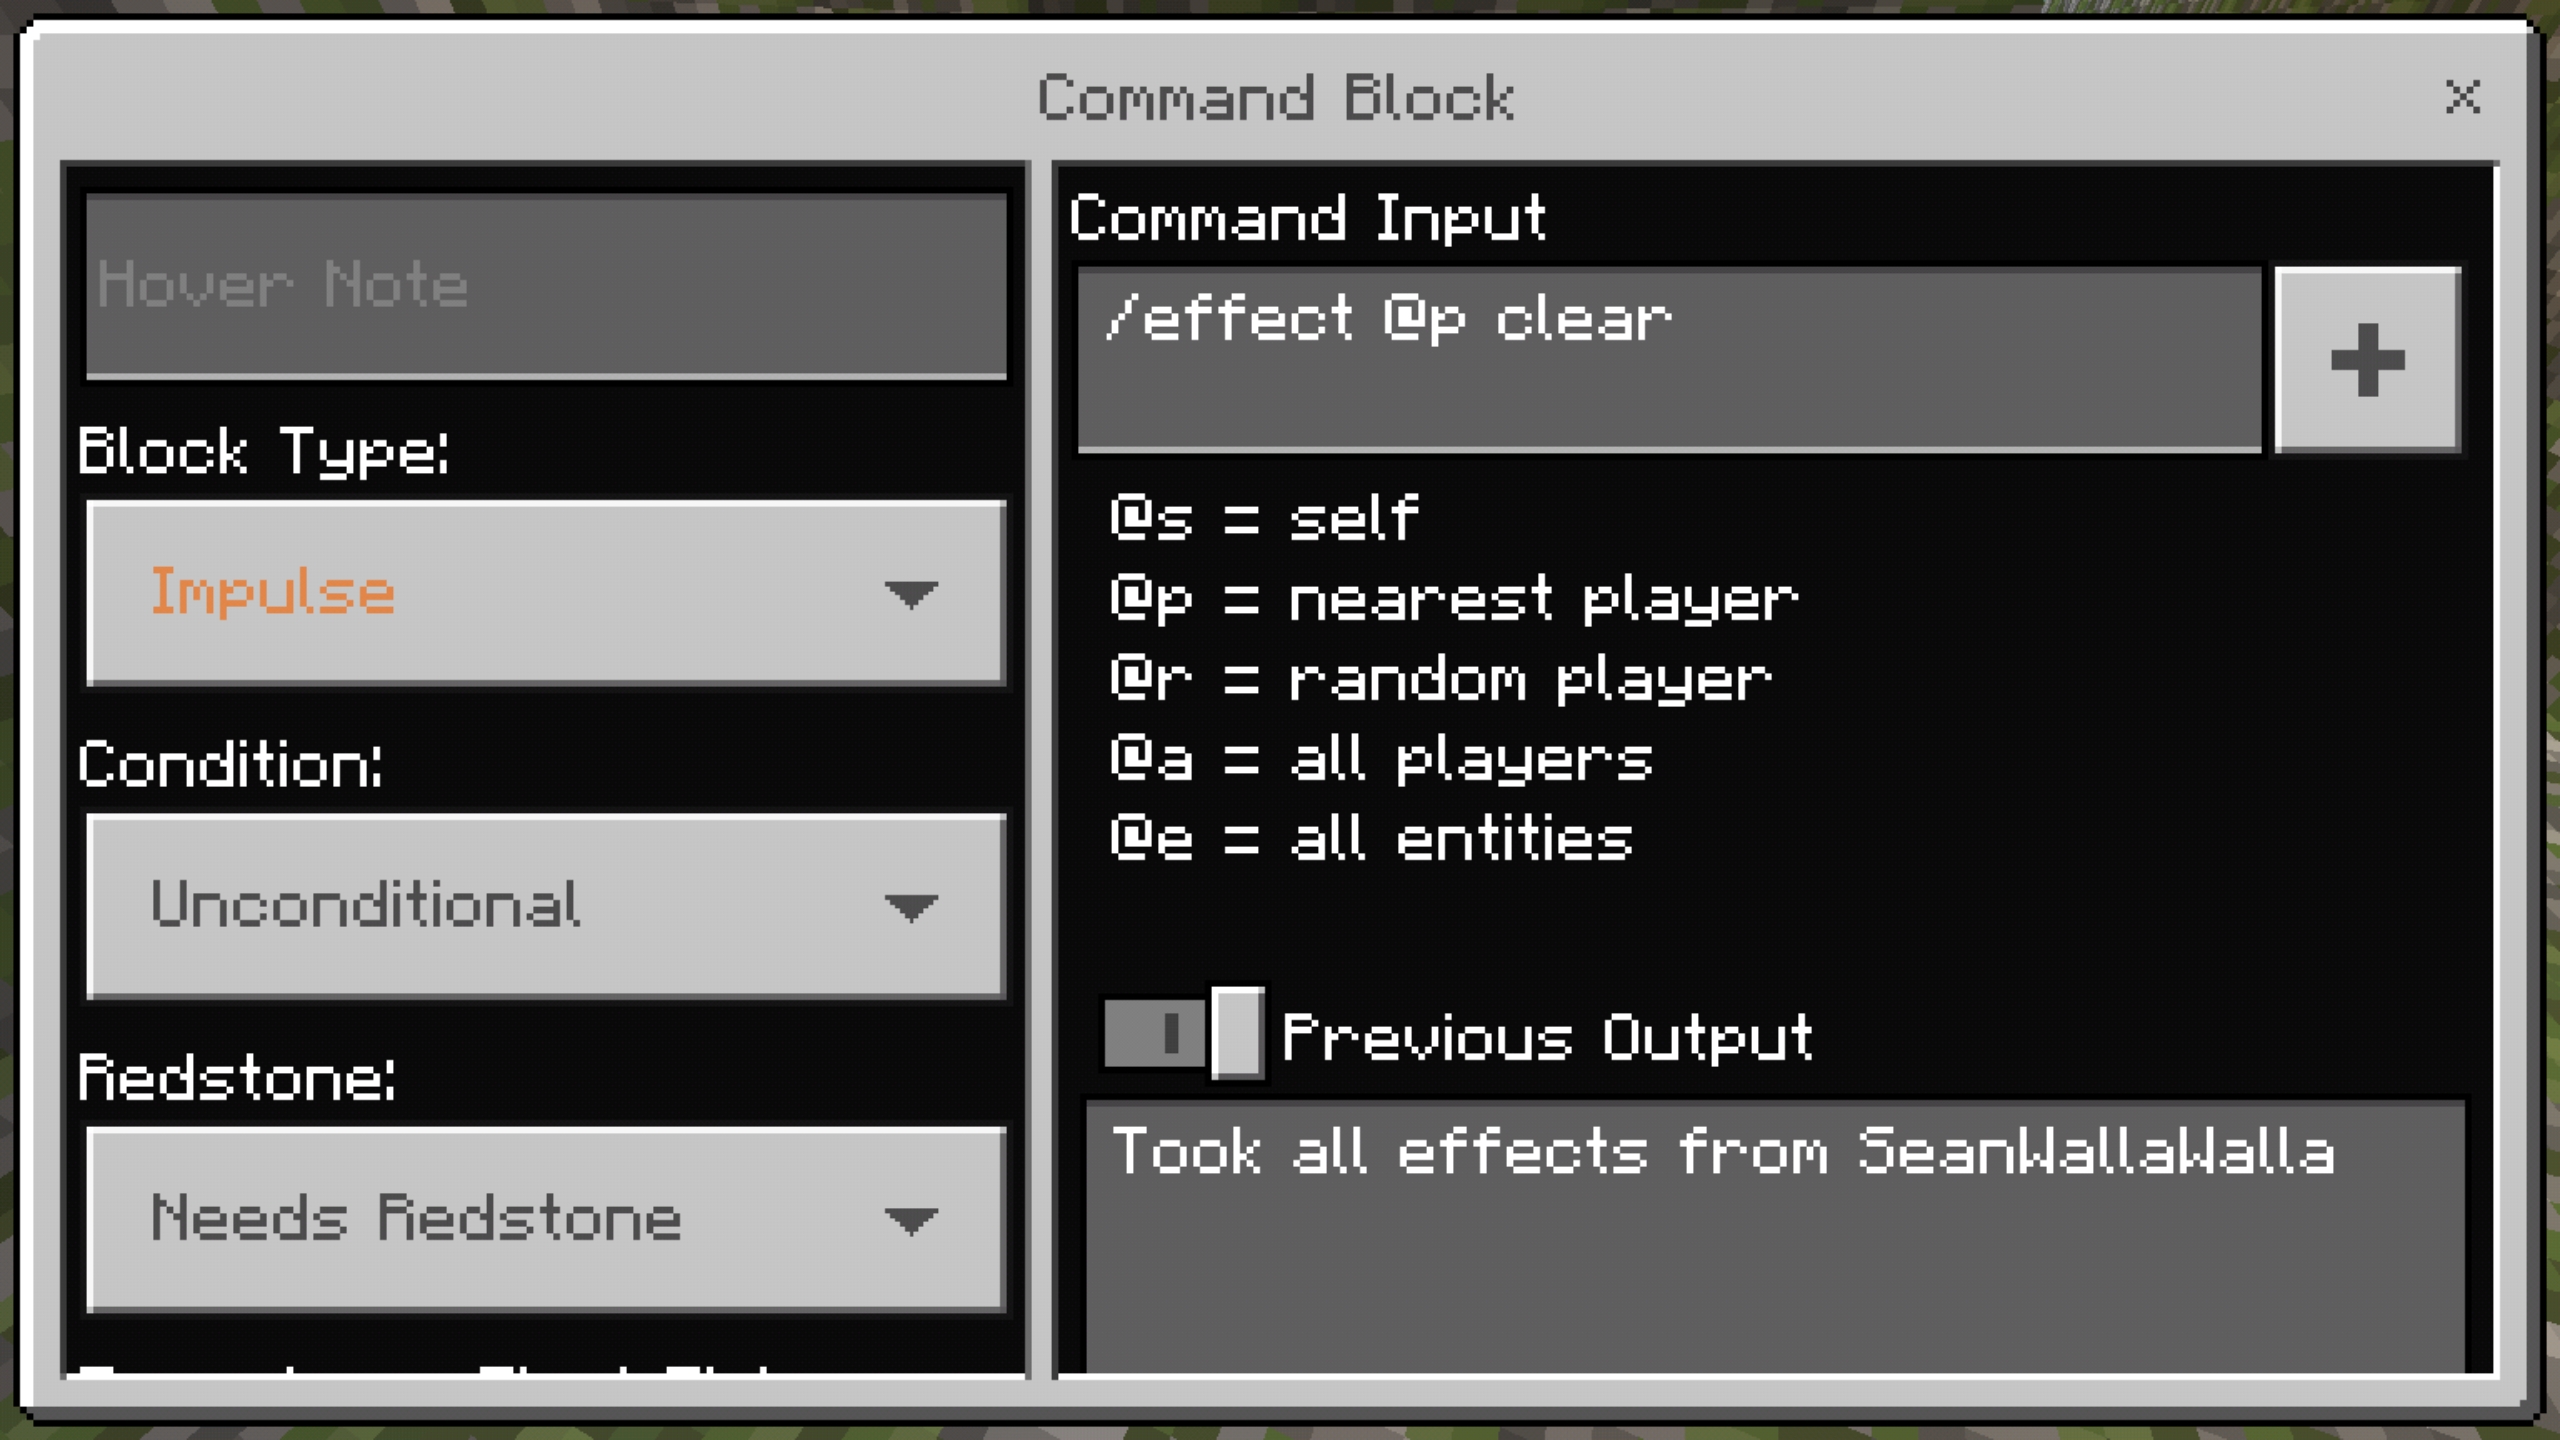 Command Block
Hover Note
Block Type:
Impulse
Condition:
Unconditional
Redstone:
Needs Redstone
Command Input
/effect @p clear
@s = self
@p = nearest player
@r = random player
@a = all players
@e = all entities
Previous Output
Took all effects from SeanWallaWalla